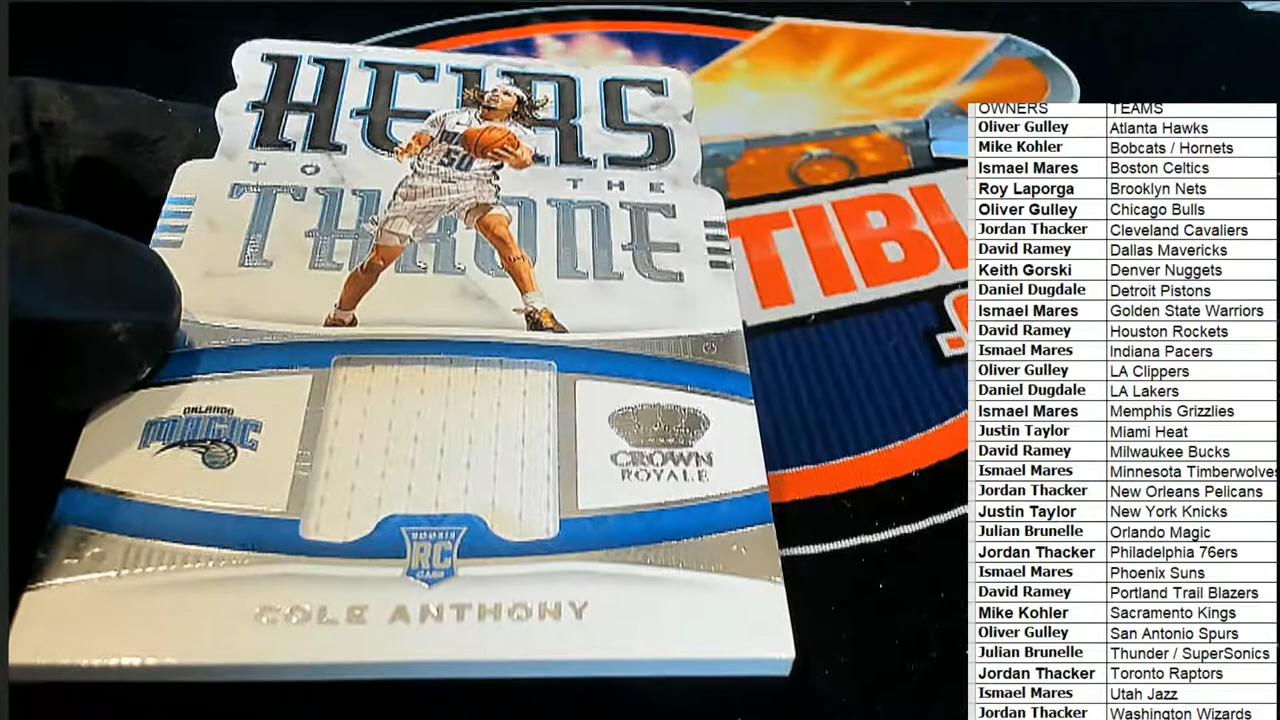 HEIRS
TO THE
THRONE
50
ORLANDO
MAGIC
CROWN
ROYALE
ROOKIE
RC
CARD
COLE ANTHONY
TIBL
OWNERS TEAMS
Oliver Gulley Atlanta Hawks
Mike Kohler Bobcats / Hornets
Ismael Mares Boston Celtics
Roy Laporga Brooklyn Nets
Oliver Gulley Chicago Bulls
Jordan Thacker Cleveland Cavaliers
David Ramey Dallas Mavericks
Keith Gorski Denver Nuggets
Daniel Dugdale Detroit Pistons
Ismael Mares Golden State Warriors
David Ramey Houston Rockets
Ismael Mares Indiana Pacers
Oliver Gulley LA Clippers
Daniel Dugdale LA Lakers
Ismael Mares Memphis Grizzlies
Justin Taylor Miami Heat
David Ramey Milwaukee Bucks
Ismael Mares Minnesota Timberwolves
Jordan Thacker New Orleans Pelicans
Justin Taylor New York Knicks
Julian Brunelle Orlando Magic
Jordan Thacker Philadelphia 76ers
Ismael Mares Phoenix Suns
David Ramey Portland Trail Blazers
Mike Kohler Sacramento Kings
Oliver Gulley San Antonio Spurs
Julian Brunelle Thunder / SuperSonics
Jordan Thacker Toronto Raptors
Ismael Mares Utah Jazz
Jordan Thacker Washington Wizards